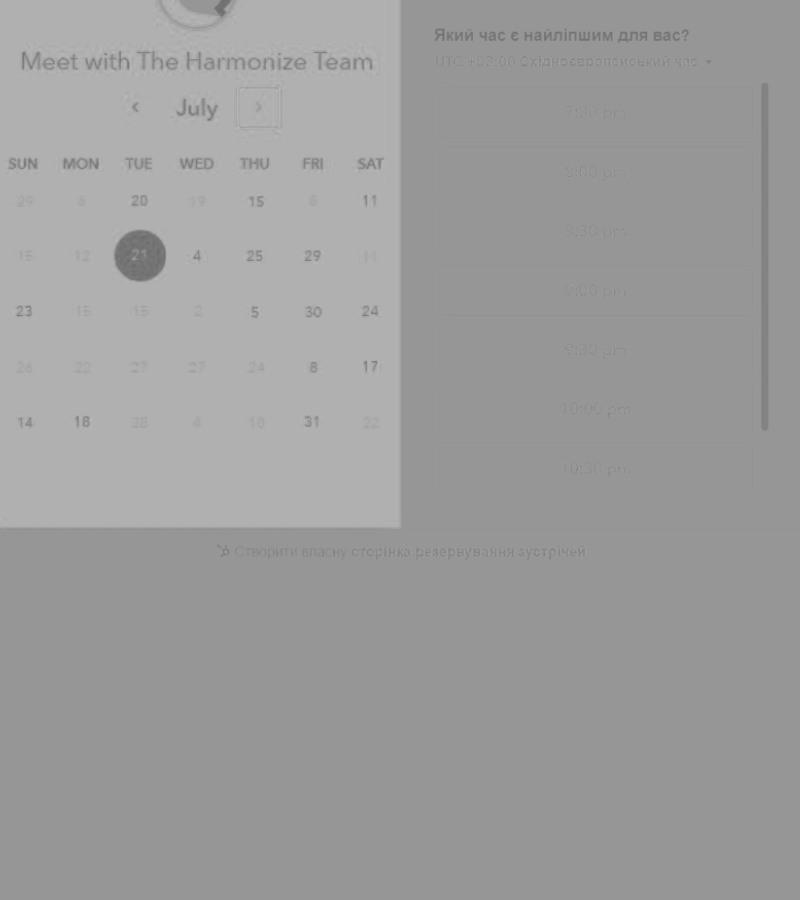 Meet with The Harmonize Team
July
SUN MON TUE WED THU FRI SAT
29 6 20 19 15 8 11
15 12 21 4 25 29 11
23 15 15 2 5 30 24
26 22 27 27 24 8 17
14 18 28 4 10 31 22
Який час є найліпшим для вас?
UTC +02:00 Східноєвропейський час
7:30 pm
8:00 pm
8:30 pm
9:00 pm
9:30 pm
10:00 pm
10:30 pm
Створити власну сторінка резервування зустрічей